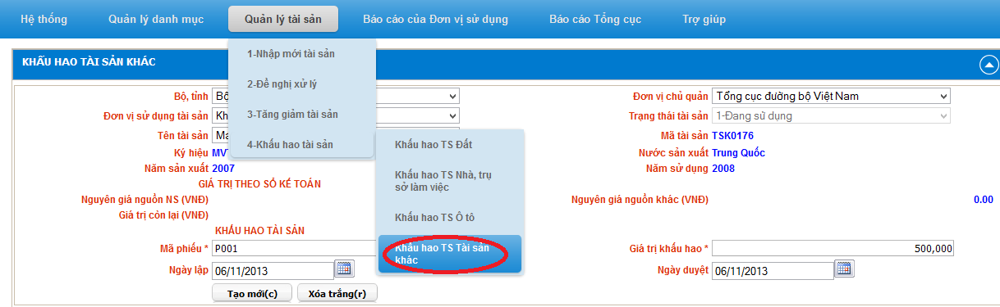 Hệ thống Quản lý danh mục Quản lý tài sản Báo cáo của Đơn vị sử dụng Báo cáo Tổng cục Trợ giúp
KHẤU HAO TÀI SẢN KHÁC
1-Nhập mới tài sản
2-Đề nghị xử lý
3-Tăng giảm tài sản
4-Khấu hao tài sản
Khấu hao TS Đất
Khấu hao TS Nhà, trụ
sở làm việc
Khấu hao TS Ô tô
Khấu hao TS Tài sản
khác
Bộ, tỉnh Bộ Đơn vị chủ quản Tổng cục đường bộ Việt Nam
Đơn vị sử dụng tài sản Trạng thái tài sản 1-Đang sử dụng
Tên tài sản Mã tài sản TSK0176
Ký hiệu Nước sản xuất Trung Quốc
Năm sản xuất 2007 Năm sử dụng 2008
GIÁ TRỊ THEO SỔ KẾ TOÁN
Nguyên giá nguồn NS (VNĐ) Nguyên giá nguồn khác (VNĐ) 0.00
Giá trị còn lại (VNĐ)
KHẤU HAO TÀI SẢN
Mã phiếu * P001 Giá trị khấu hao * 500,000
Ngày lập 06/11/2013 Ngày duyệt 06/11/2013
Tạo mới(c) Xóa trắng(r)